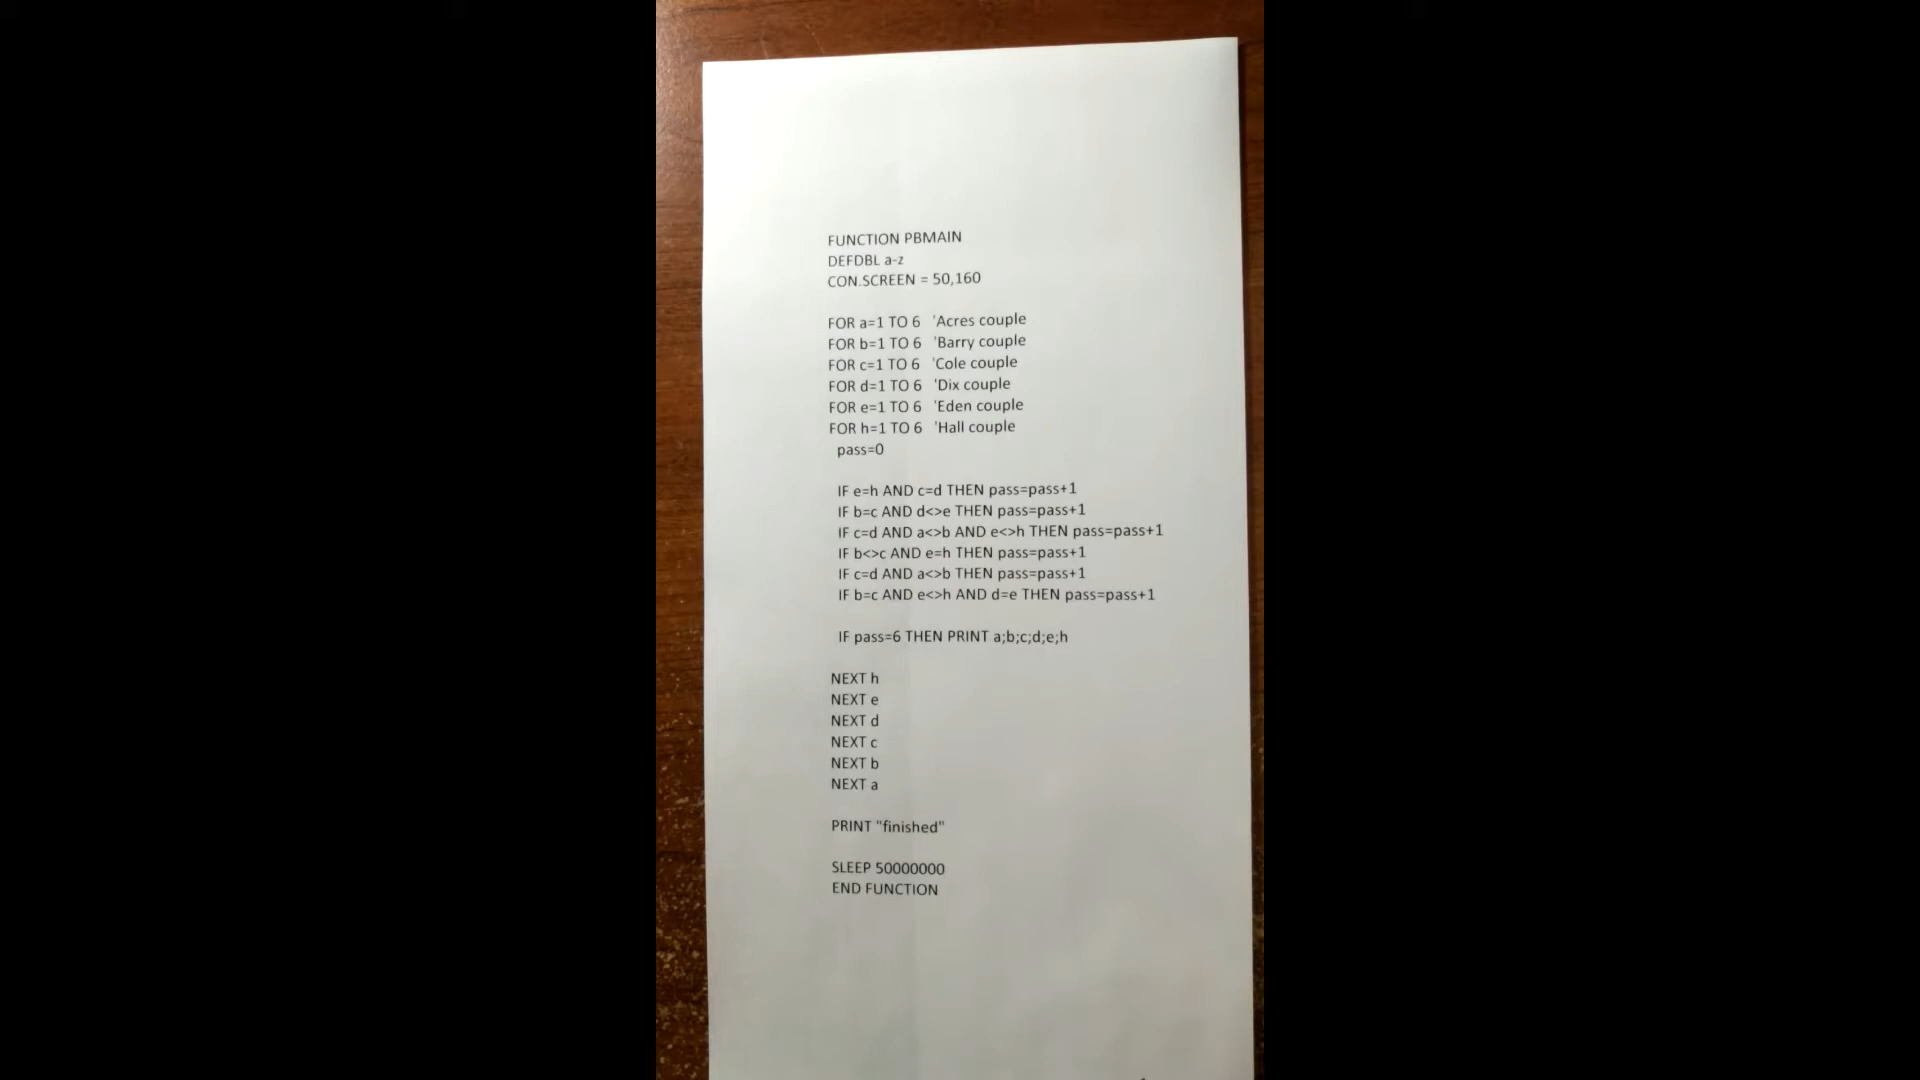 FUNCTION PBMAIN
DEFDBL a-z
CON.SCREEN = 50,160
FOR a=1 TO 6 'Acres couple
FOR b=1 TO 6 'Barry couple
FOR c=1 TO 6 'Cole couple
FOR d=1 TO 6 'Dix couple
FOR e=1 TO 6 'Eden couple
FOR h=1 TO 6 'Hall couple
pass=0
IF e=h AND c=d THEN pass=pass+1
IF b=c AND d<>e THEN pass=pass+1
IF c=d AND a<>b AND e<>h THEN pass=pass+1
IF b<>c AND e=h THEN pass=pass+1
IF c=d AND a<>b THEN pass=pass+1
IF b=c AND e<>h AND d=e THEN pass=pass+1
IF pass=6 THEN PRINT a;b;c;d;e;h
NEXT h
NEXT e
NEXT d
NEXT c
NEXT b
NEXT a
PRINT "finished"
SLEEP 50000000
END FUNCTION